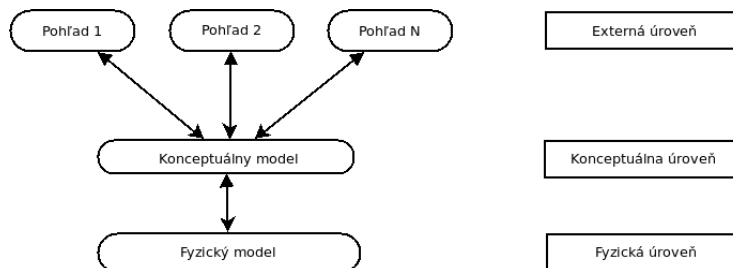 Pohľad 1
Pohľad 2
Pohľad N
Externá úroveň
Konceptuálny model
Konceptuálna úroveň
Fyzický model
Fyzická úroveň